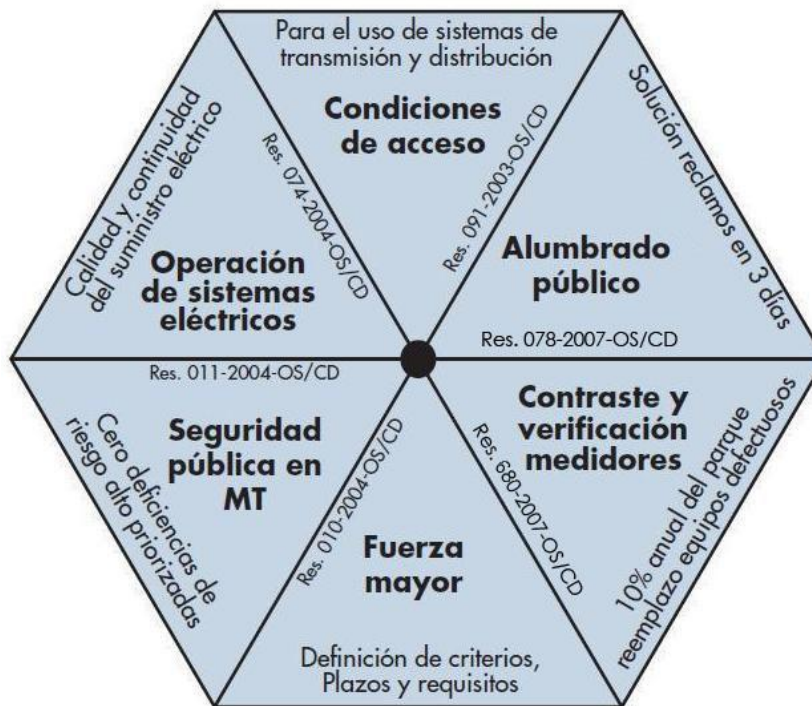 Para el uso de sistemas de
transmisión y distribución
Condiciones
de acceso
Res. 091-2003-OS/CD
Solución reclamos en 3 días
Alumbrado
público
Res. 078-2007-OS/CD
Contraste y
verificación
medidores
Res. 680-2007-OS/CD
10% anual del parque
reemplazo equipos defectuosos
Fuerza
mayor
Definición de criterios,
Plazos y requisitos
Res. 010-2004-OS/CD
Seguridad
pública en
MT
Cero deficiencias de
riesgo alto priorizadas
Res. 011-2004-OS/CD
Operación
de sistemas
eléctricos
Calidad y continuidad
del suministro eléctrico
Res. 074-2004-OS/CD